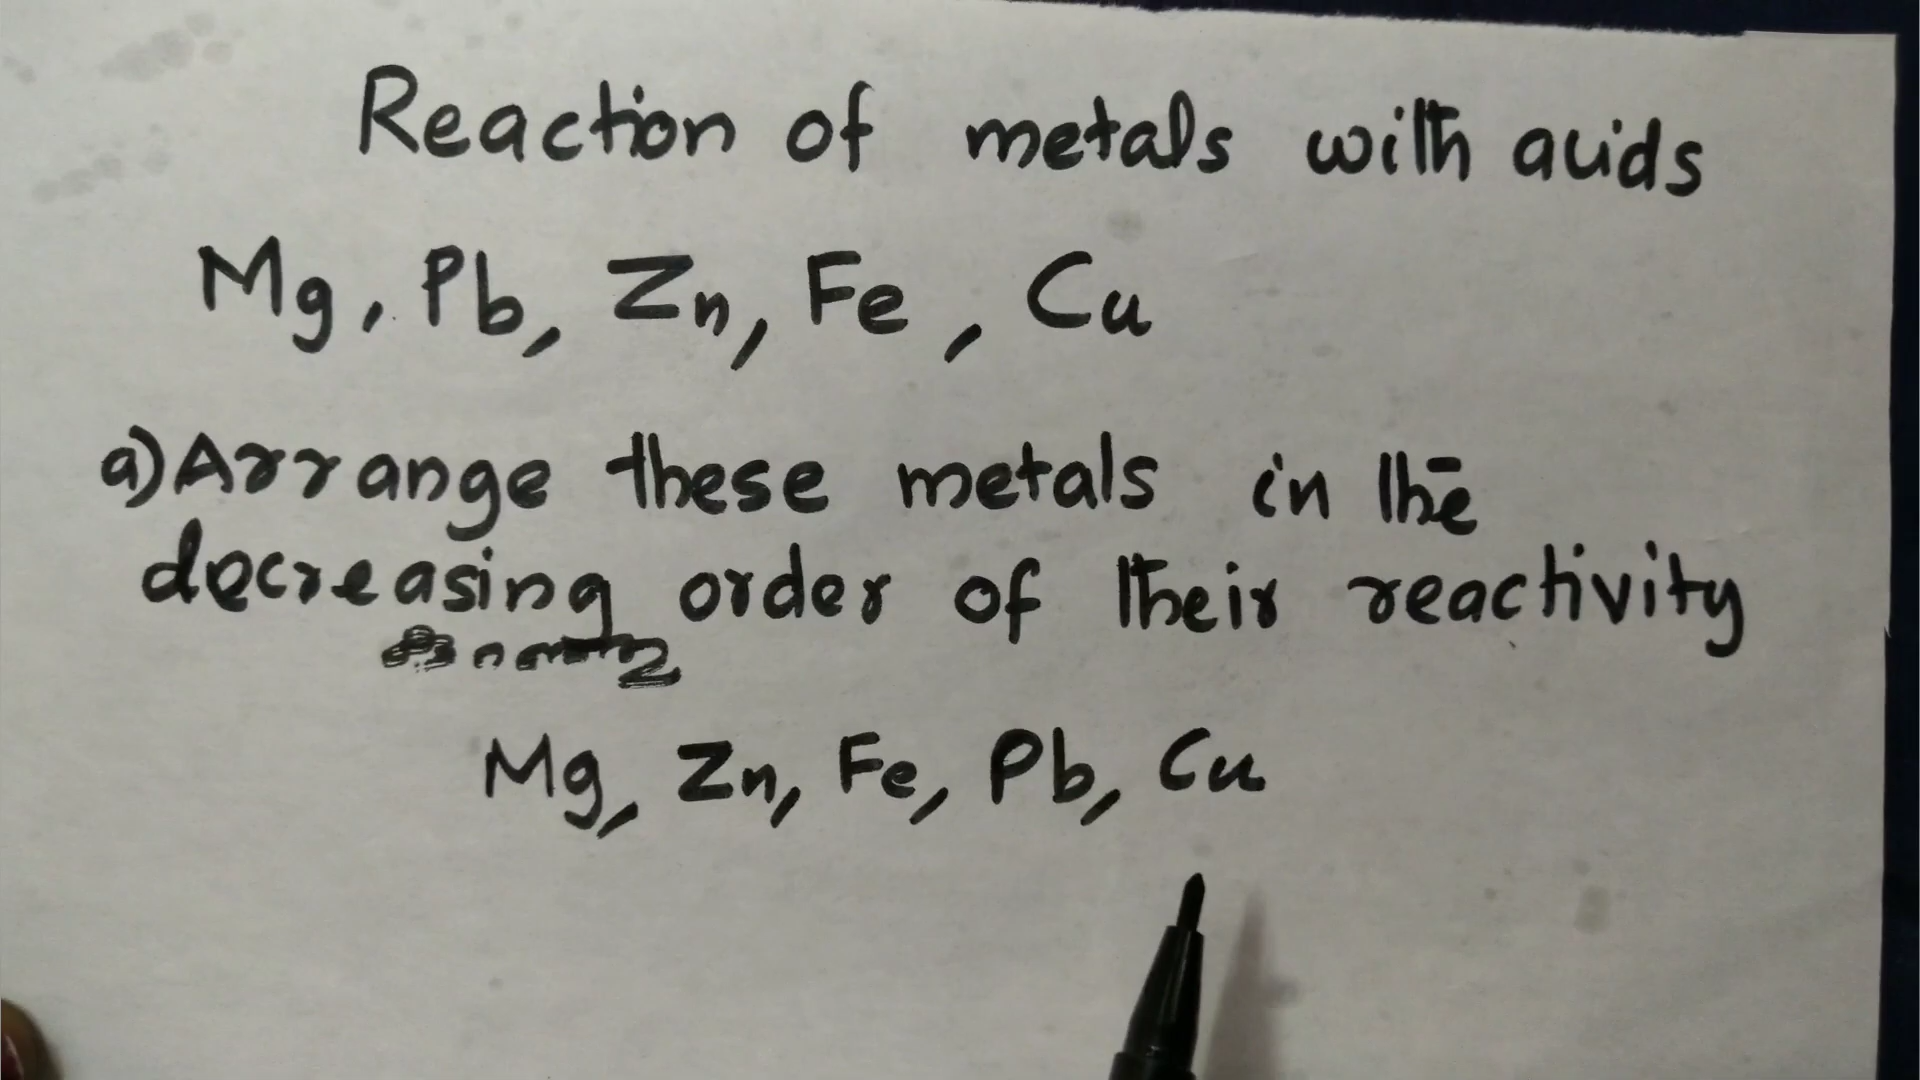 Reaction of metals with acids
Mg, Pb, Zn, Fe, Cu
a) Arrange these metals in the
decreasing order of their reactivity
Mg, Zn, Fe, Pb, Cu